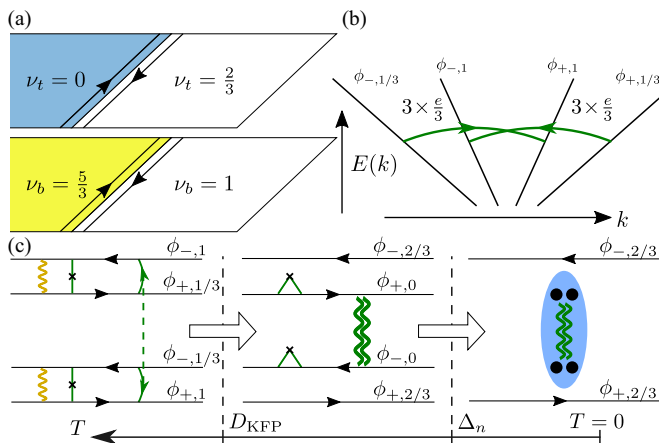 (a)
ν_t = 0
ν_t = 2/3
ν_b = 5/3
ν_b = 1
(b)
ϕ_{−,1/3}
ϕ_{−,1}
ϕ_{+,1}
ϕ_{+,1/3}
3 × e/3
3 × e/3
E(k)
k
(c)
ϕ_{−,1}
ϕ_{+,1/3}
ϕ_{−,1/3}
ϕ_{+,1}
ϕ_{−,2/3}
ϕ_{+,0}
ϕ_{−,0}
ϕ_{+,2/3}
ϕ_{−,2/3}
ϕ_{+,2/3}
T
D_{KFP}
Δ_n
T = 0